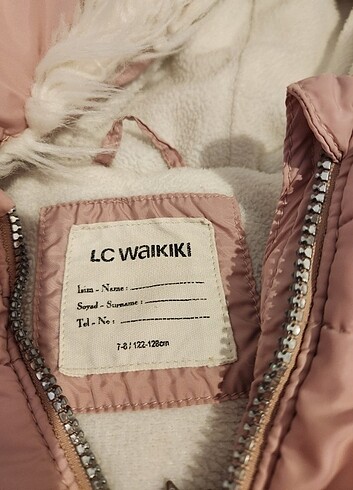 LC WAIKIKI
İsim - Name :
Soyad - Surname :
Tel - No :
7-8 / 122-128cm